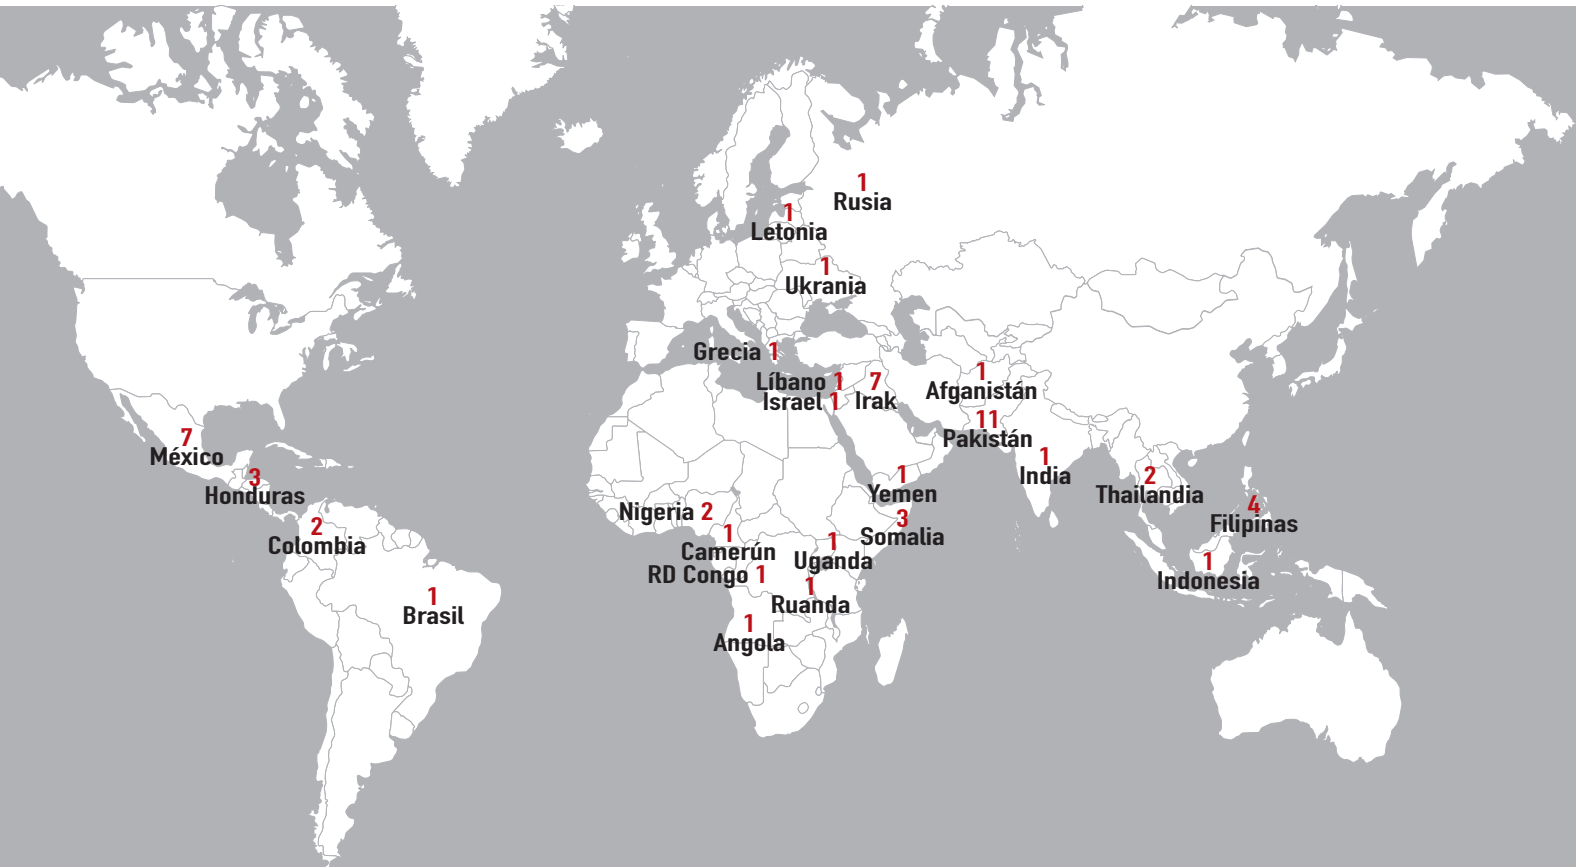 1
Rusia
1
Letonia
1
Ukrania
Grecia 1
Líbano 1
Israel 1
7
Irak
1
Afganistán
11
Pakistán
1
India
1
Yemen
3
Somalia
2
Thailandia
4
Filipinas
1
Indonesia
7
México
3
Honduras
2
Colombia
1
Brasil
Nigeria 2
1
Camerún
RD Congo 1
1
Uganda
1
Ruanda
1
Angola